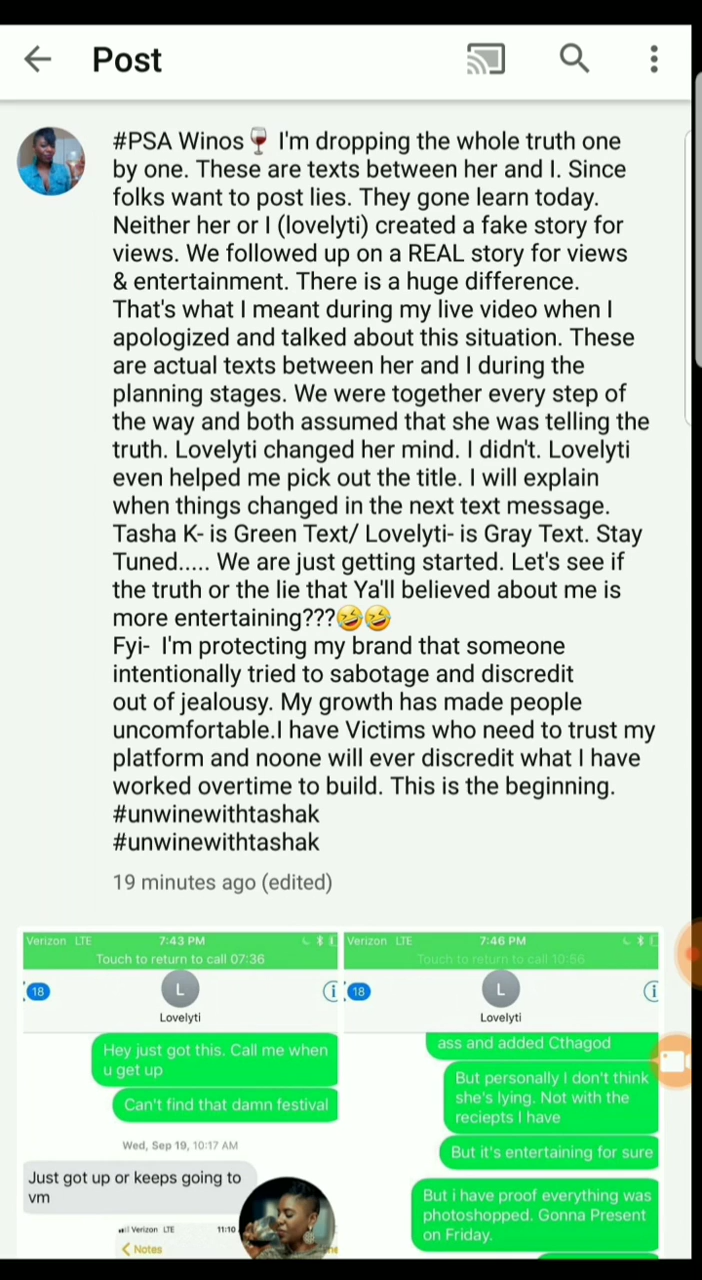 Post
#PSA Winos🍷 I'm dropping the whole truth one
by one. These are texts between her and I. Since
folks want to post lies. They gone learn today.
Neither her or I (lovelyti) created a fake story for
views. We followed up on a REAL story for views
& entertainment. There is a huge difference.
That's what I meant during my live video when I
apologized and talked about this situation. These
are actual texts between her and I during the
planning stages. We were together every step of
the way and both assumed that she was telling the
truth. Lovelyti changed her mind. I didn't. Lovelyti
even helped me pick out the title. I will explain
when things changed in the next text message.
Tasha K- is Green Text/ Lovelyti- is Gray Text. Stay
Tuned..... We are just getting started. Let's see if
the truth or the lie that Ya'll believed about me is
more entertaining???🤣🤣
Fyi- I'm protecting my brand that someone
intentionally tried to sabotage and discredit
out of jealousy. My growth has made people
uncomfortable.I have Victims who need to trust my
platform and noone will ever discredit what I have
worked overtime to build. This is the beginning.
#unwinewithtashak
#unwinewithtashak
19 minutes ago (edited)
Verizon LTE 7:43 PM
Touch to return to call 07:36
18
L
Lovelyti
Hey just got this. Call me when
u get up
Can't find that damn festival
Wed, Sep 19, 10:17 AM
Just got up or keeps going to
vm
Verizon LTE 11:10
Notes
Verizon LTE 7:46 PM
Touch to return to call 10:56
18
L
Lovelyti
ass and added Cthagod
But personally I don't think
she's lying. Not with the
reciepts I have
But it's entertaining for sure
But i have proof everything was
photoshopped. Gonna Present
on Friday.